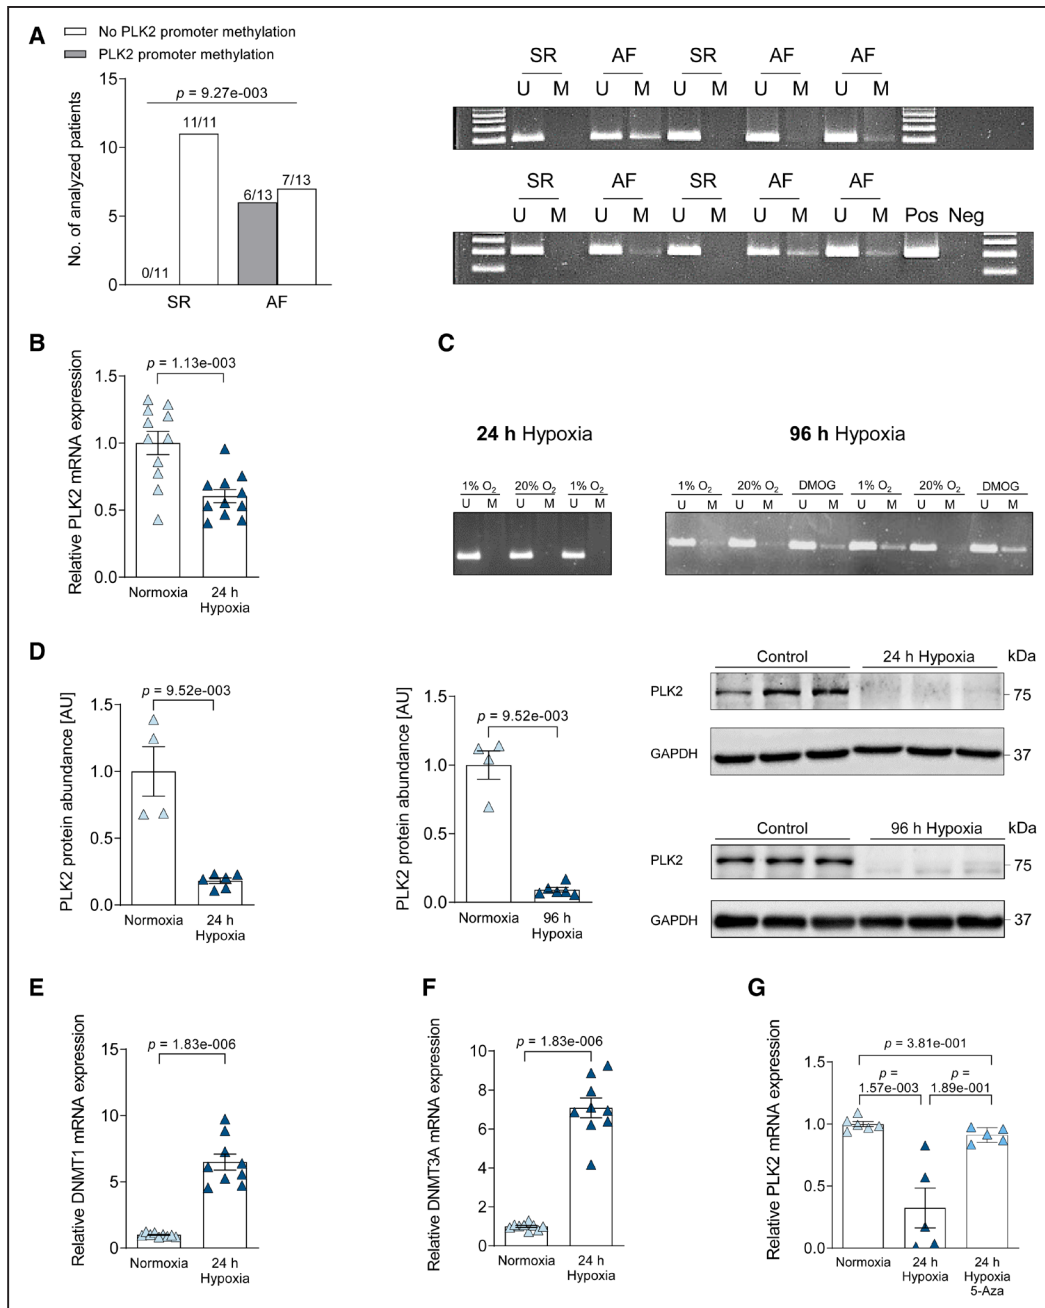 A
No PLK2 promoter methylation
PLK2 promoter methylation
No. of analyzed patients
15
10
5
0
p = 9.27e-003
11/11
0/11
6/13
7/13
SR AF
SR AF SR AF AF
U M U M U M U M U M
SR AF SR AF AF
U M U M U M U M U M Pos Neg
B
Relative PLK2 mRNA expression
1.5
1.0
0.5
0.0
p = 1.13e-003
Normoxia 24 h
Hypoxia
C
24 h Hypoxia
1% O2 20% O2 1% O2
U M U M U M
96 h Hypoxia
1% O2 20% O2 DMOG 1% O2 20% O2 DMOG
U M U M U M U M U M U M
D
PLK2 protein abundance [AU]
1.5
1.0
0.5
0.0
p = 9.52e-003
Normoxia 24 h
Hypoxia
PLK2 protein abundance [AU]
1.5
1.0
0.5
0.0
p = 9.52e-003
Normoxia 96 h
Hypoxia
Control 24 h Hypoxia kDa
PLK2 75
GAPDH 37
Control 96 h Hypoxia kDa
PLK2 75
GAPDH 37
E
Relative DNMT1 mRNA expression
15
10
5
0
p = 1.83e-006
Normoxia 24 h
Hypoxia
F
Relative DNMT3A mRNA expression
10
8
6
4
2
0
p = 1.83e-006
Normoxia 24 h
Hypoxia
G
Relative PLK2 mRNA expression
1.5
1.0
0.5
0.0
p = 3.81e-001
p = p =
1.57e-003 1.89e-001
Normoxia 24 h 24 h
Hypoxia Hypoxia
5-Aza